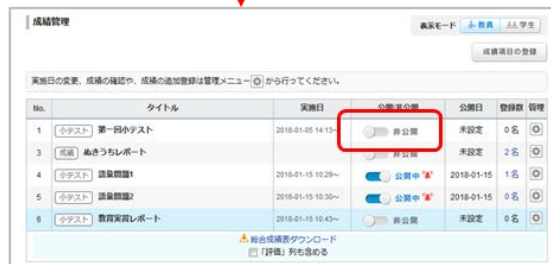 成績管理
表示モード 教員 学生
成績項目の登録
実施日の変更、成績の確認や、成績の追加登録は管理メニュー から行ってください。
No. タイトル 実施日 公開/非公開 公開日 登録数 管理
1 小テスト 第一回小テスト 2018-01-05 14:13～ 非公開 未設定 0名
3 成績 ぬきうちレポート 非公開 未設定 2名
4 小テスト 語彙問題1 2018-01-15 10:29～ 公開中 2018-01-15 1名
5 小テスト 語彙問題2 2018-01-15 10:30～ 公開中 2018-01-15 0名
6 小テスト 教育実習レポート 2018-01-15 10:43～ 非公開 未設定 0名
総合成績表ダウンロード
「評価」列も含める